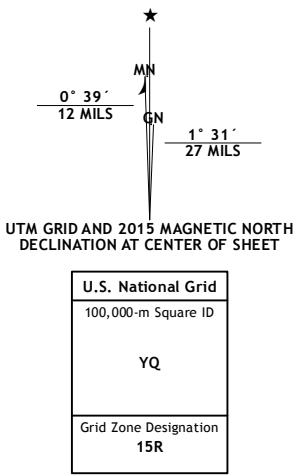 ★
MN
0° 39´
12 MILS
GN
1° 31´
27 MILS
UTM GRID AND 2015 MAGNETIC NORTH
DECLINATION AT CENTER OF SHEET
U.S. National Grid
100,000-m Square ID
YQ
Grid Zone Designation
15R